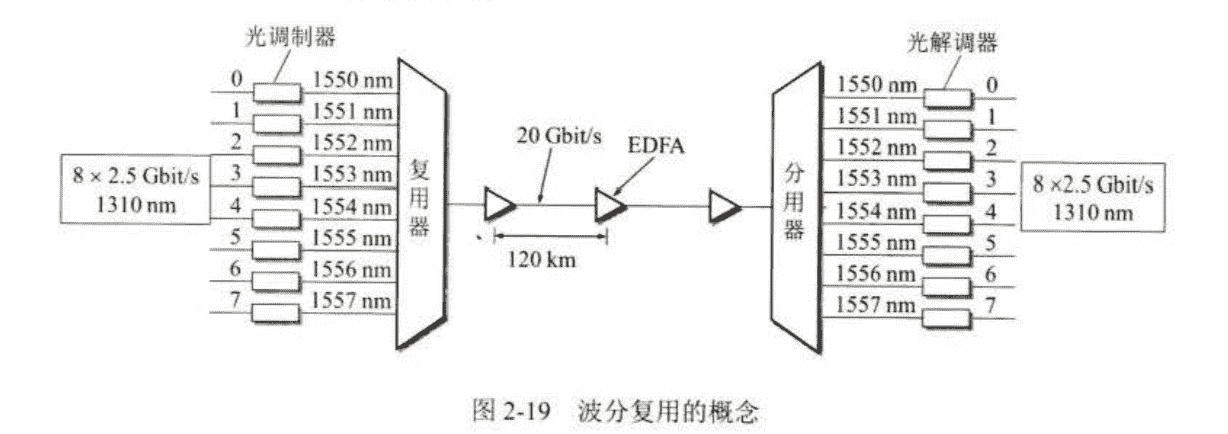 光调制器
光解调器
0 1550 nm
1 1551 nm
2 1552 nm
3 1553 nm
4 1554 nm
5 1555 nm
6 1556 nm
7 1557 nm
8 × 2.5 Gbit/s
1310 nm
复用器
20 Gbit/s
EDFA
120 km
分用器
1550 nm 0
1551 nm 1
1552 nm 2
1553 nm 3
1554 nm 4
1555 nm 5
1556 nm 6
1557 nm 7
8 ×2.5 Gbit/s
1310 nm
图 2-19 波分复用的概念